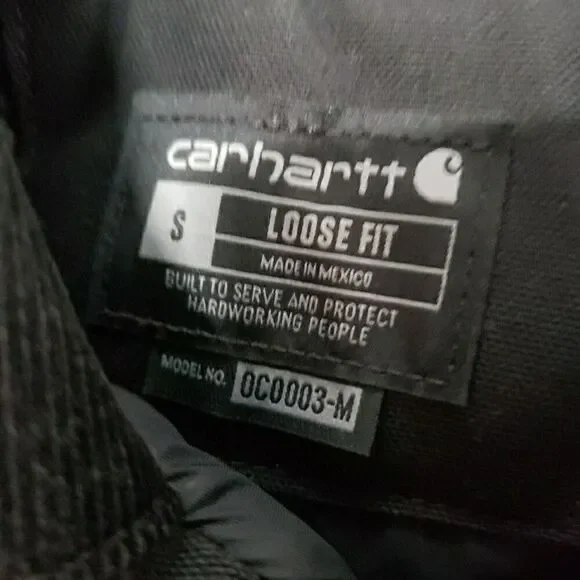 carhartt
S
LOOSE FIT
MADE IN MEXICO
BUILT TO SERVE AND PROTECT
HARDWORKING PEOPLE
MODEL NO. OC0003-M